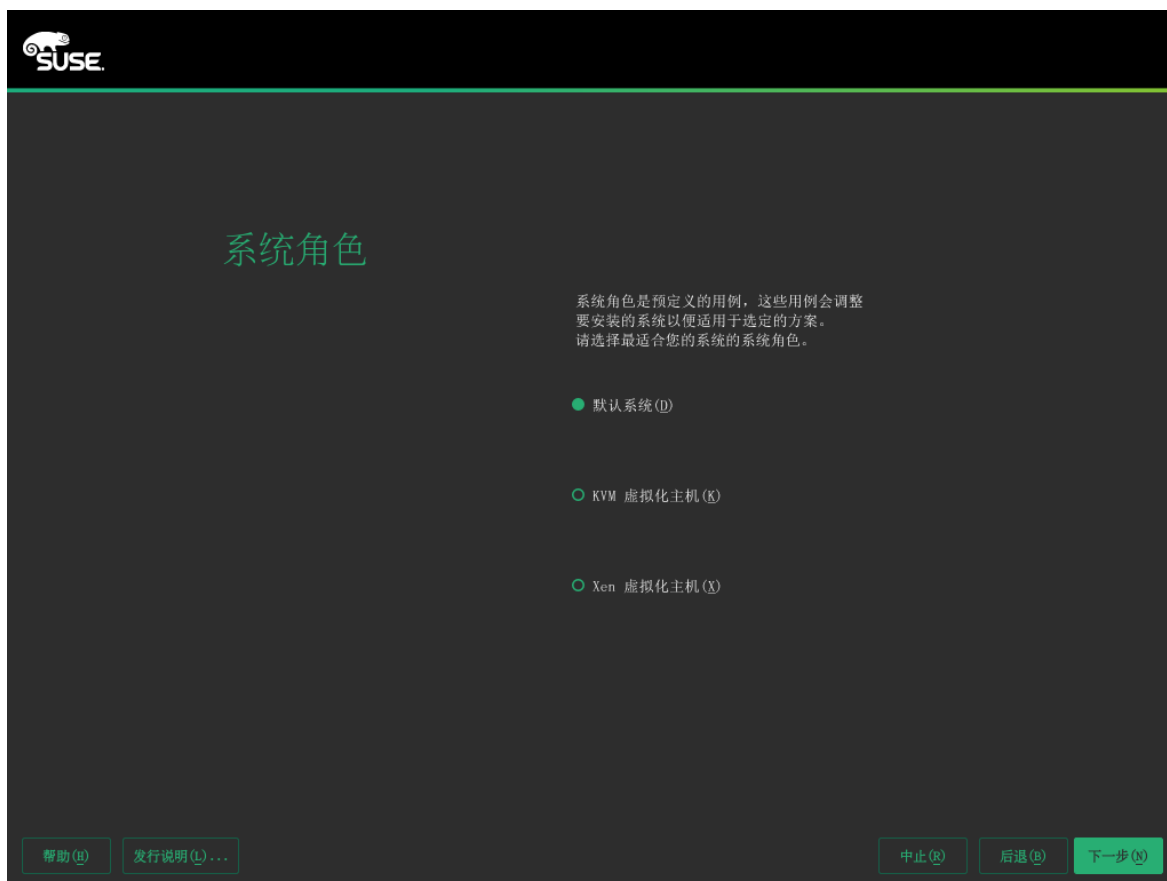 SUSE.
系统角色
系统角色是预定义的用例，这些用例会调整
要安装的系统以便适用于选定的方案。
请选择最适合您的系统的系统角色。
默认系统(D)
KVM 虚拟化主机(K)
Xen 虚拟化主机(X)
帮助(H)
发行说明(L)...
中止(R)
后退(B)
下一步(N)